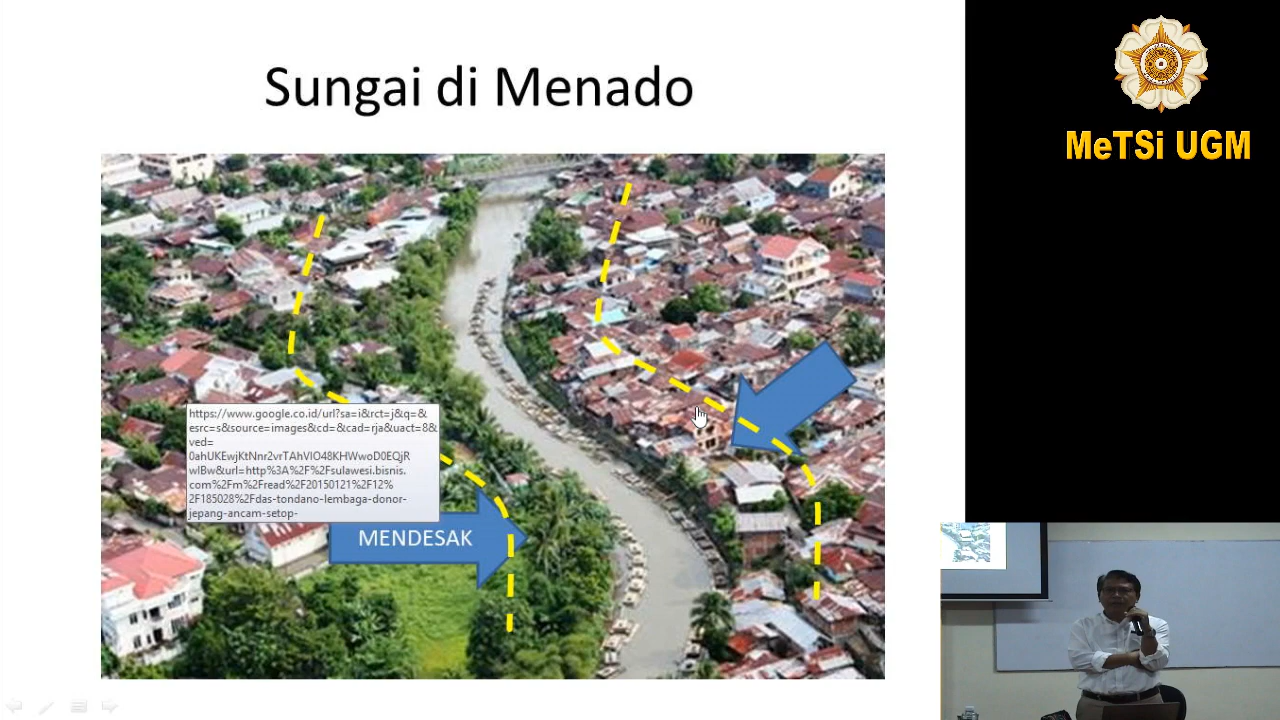 Sungai di Menado
MeTSi UGM
https://www.google.co.id/url?sa=i&rct=j&q=&
esrc=s&source=images&cd=&cad=rja&uact=8&
ved=
0ahUKEwjKtNnr2vrTAhVIO48KHWwoD0EQjR
wIBw&url=http%3A%2F%2Fsulawesi.bisnis.
com%2Fm%2Fread%2F20150121%2F12%
2F185028%2Fdas-tondano-lembaga-donor-
jepang-ancam-setop-
MENDESAK